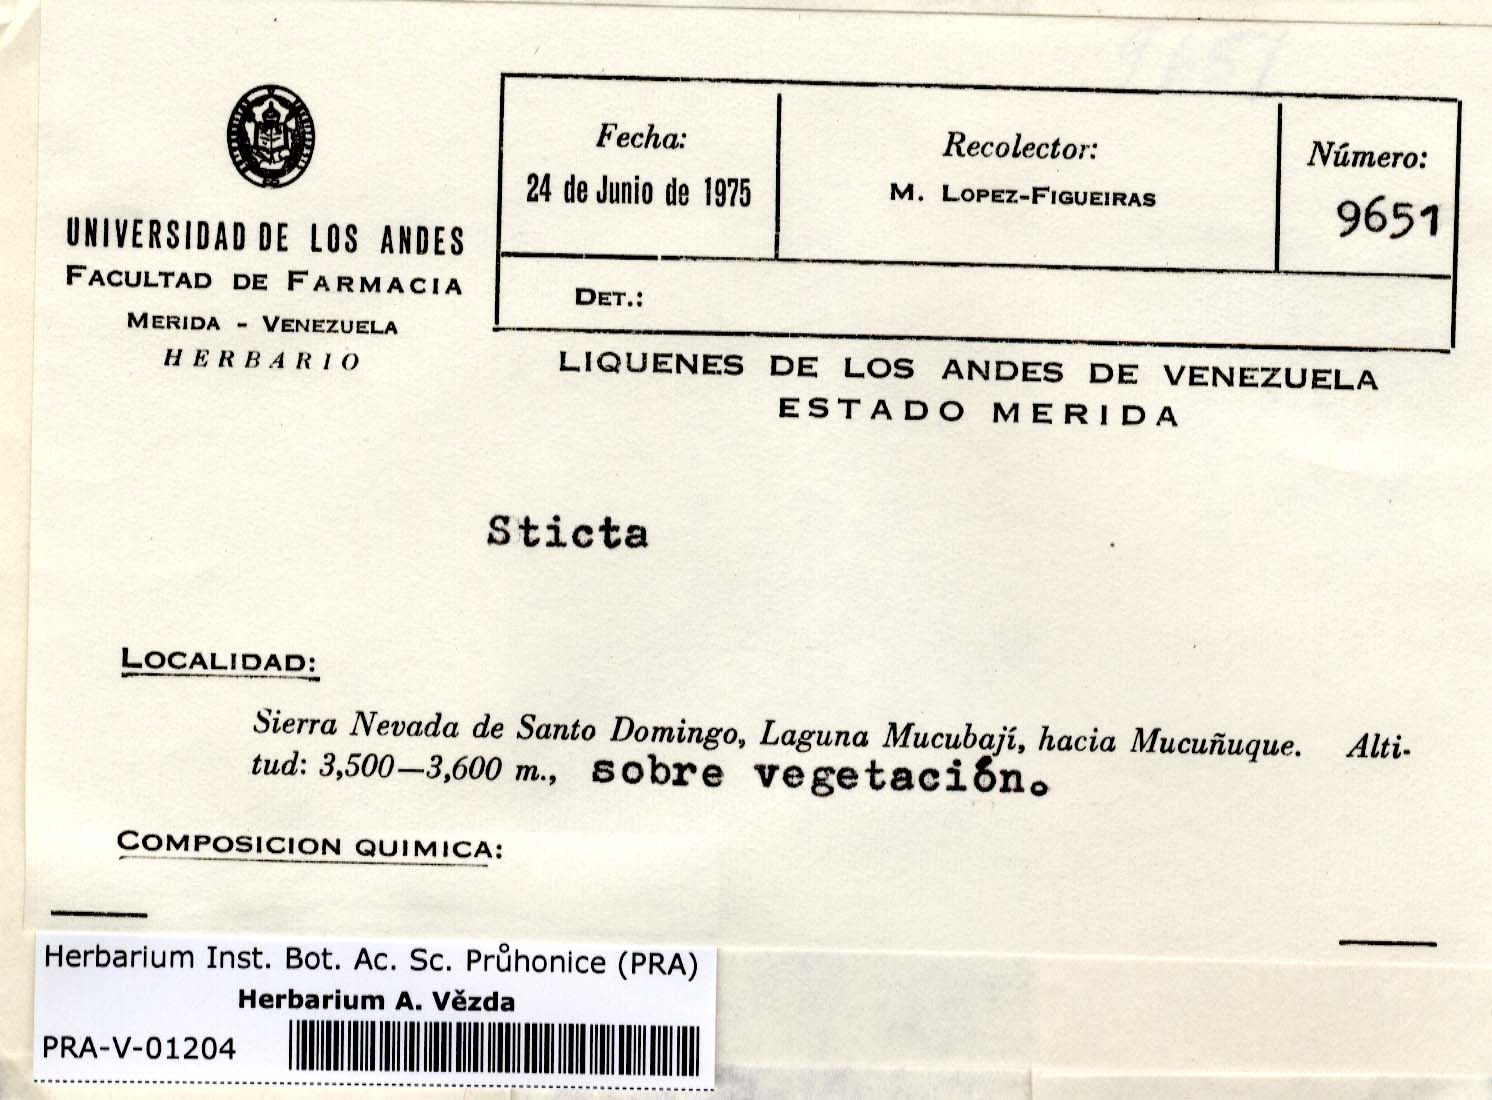 UNIVERSIDAD DE LOS ANDES
FACULTAD DE FARMACIA
MERIDA - VENEZUELA
HERBARIO
Fecha:
24 de Junio de 1975
Recolector:
M. LOPEZ-FIGUEIRAS
Número:
9651
DET.:
LIQUENES DE LOS ANDES DE VENEZUELA
ESTADO MERIDA
Sticta
LOCALIDAD:
Sierra Nevada de Santo Domingo, Laguna Mucubají, hacia Mucuñuque. Alti-
tud: 3,500—3,600 m., sobre vegetación.
COMPOSICION QUIMICA:
Herbarium Inst. Bot. Ac. Sc. Průhonice (PRA)
Herbarium A. Vězda
PRA-V-01204